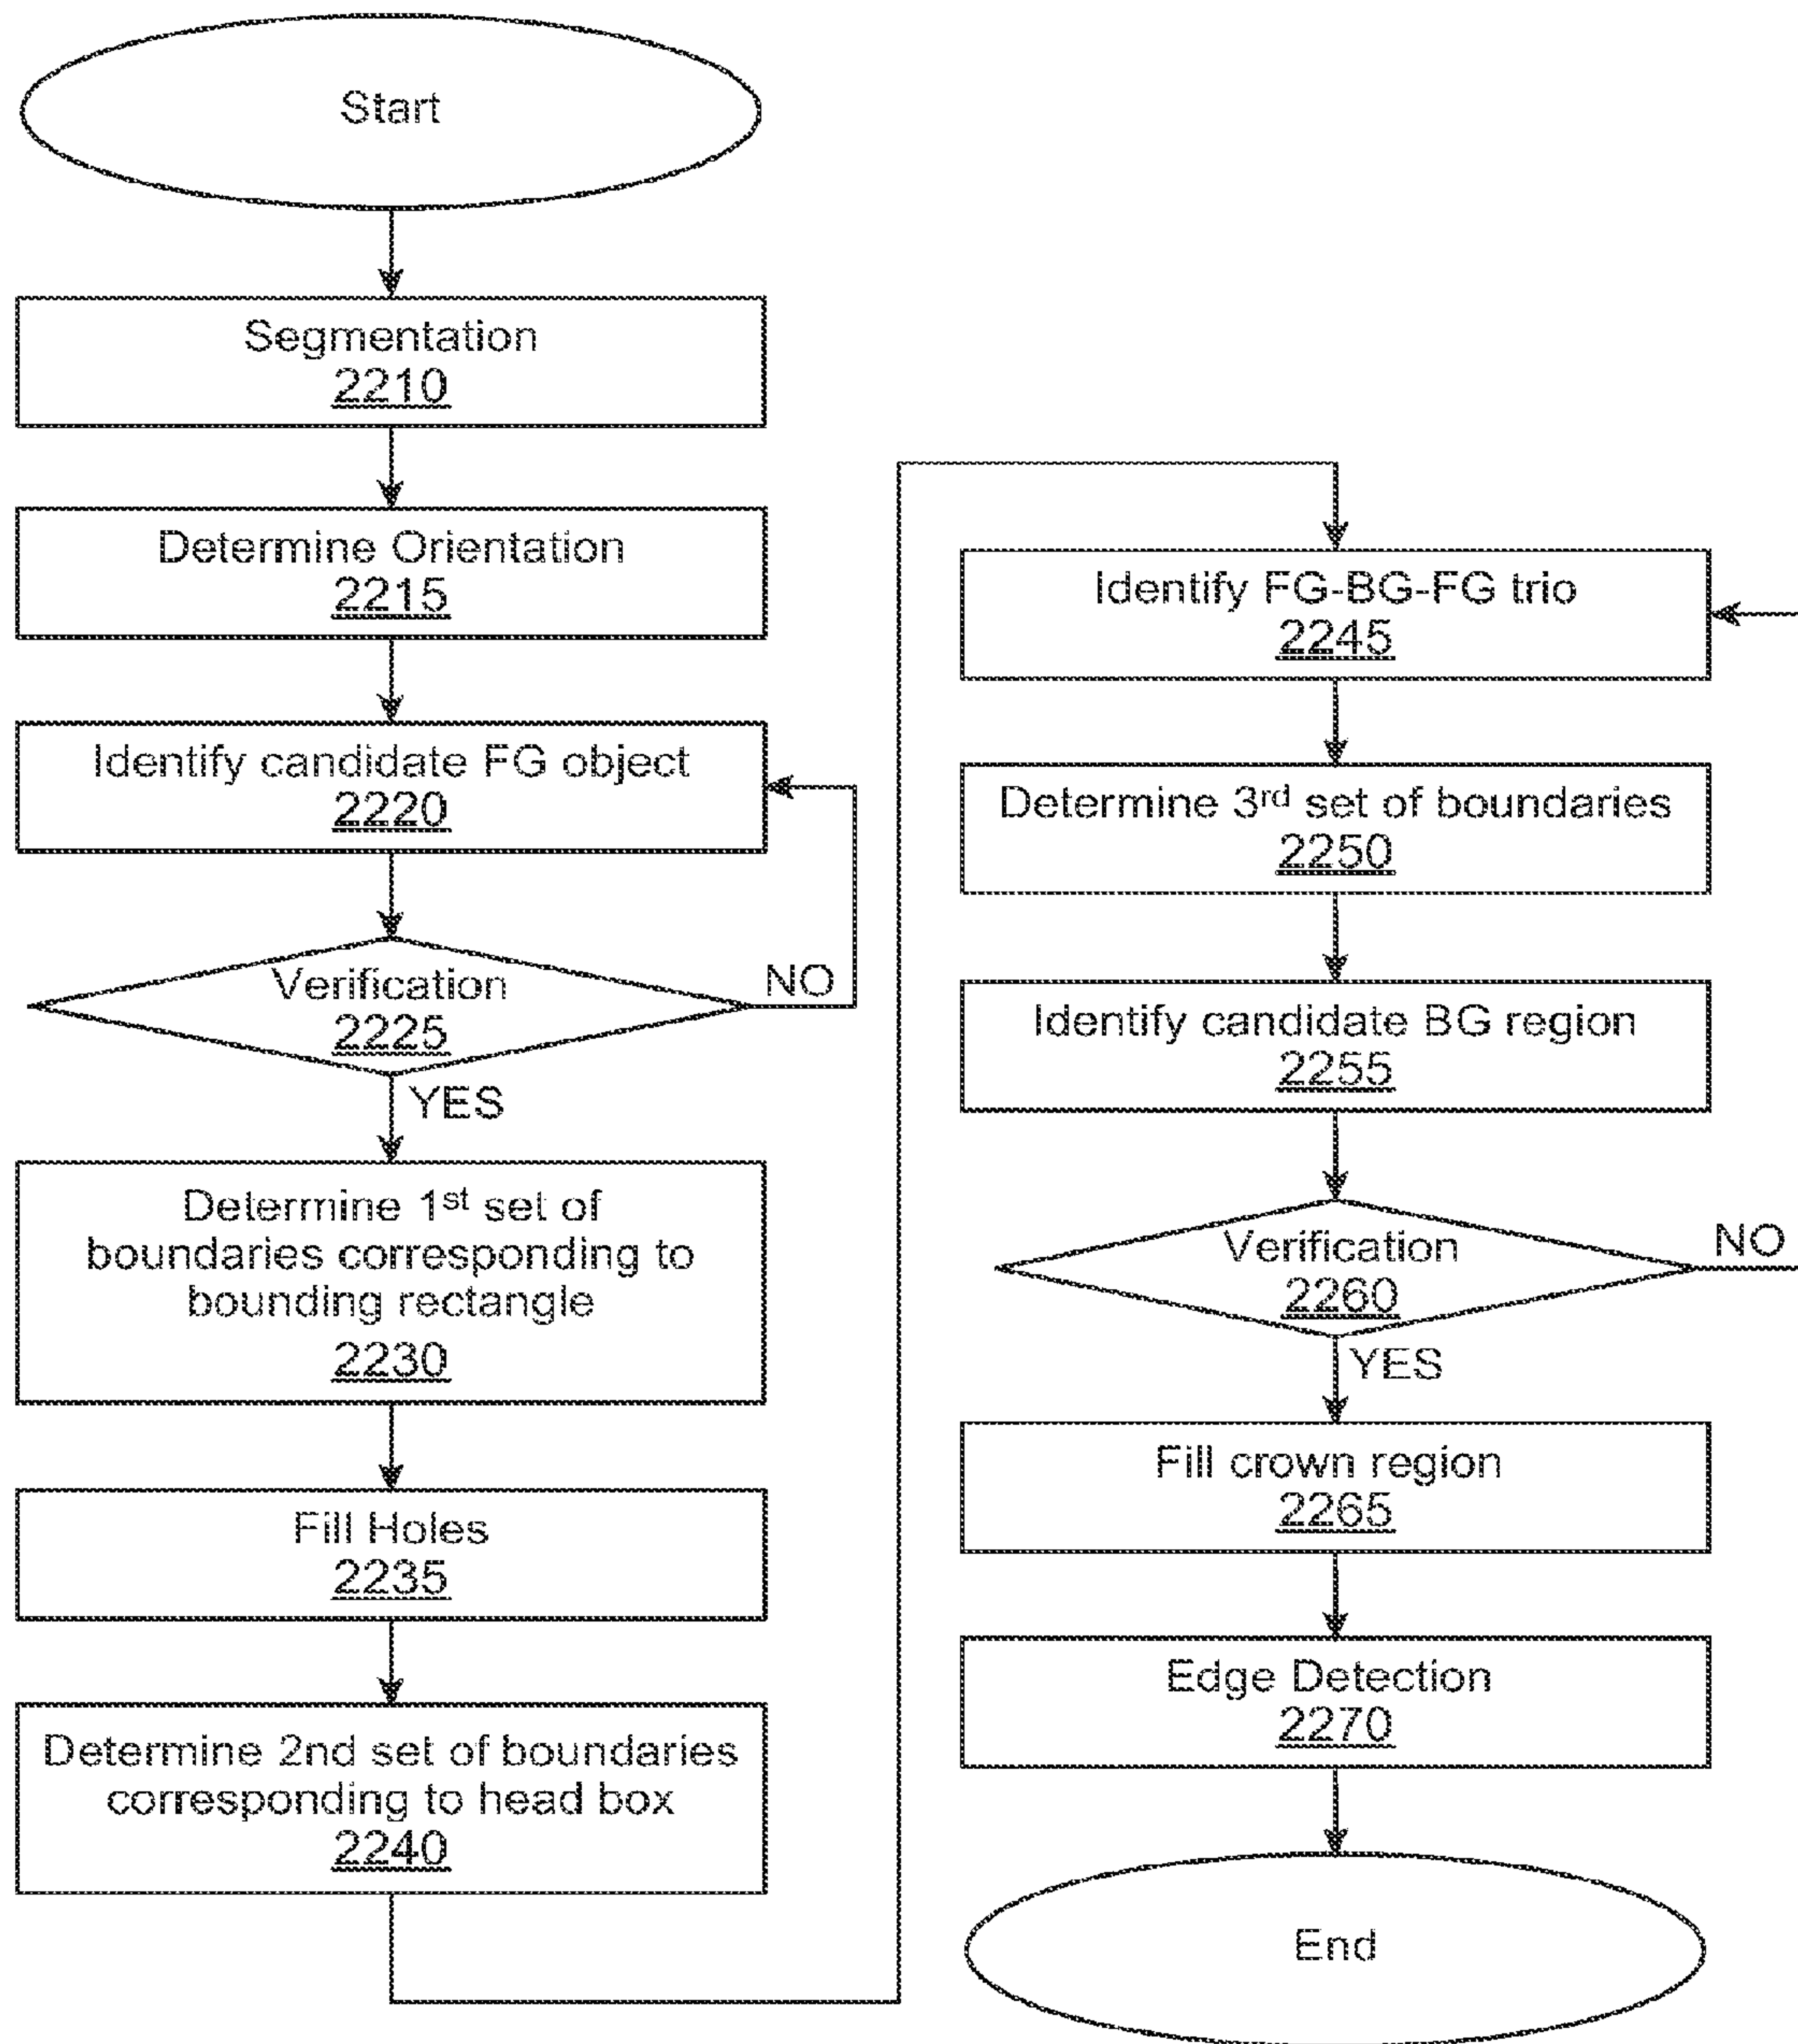 Start
Segmentation
2210
Determine Orientation
2215
Identify candidate FG object
2220
Verification
2225
NO
YES
Determine 1st set of
boundaries corresponding to
bounding rectangle
2230
Fill Holes
2235
Determine 2nd set of boundaries
corresponding to head box
2240
Identify FG-BG-FG trio
2245
Determine 3rd set of boundaries
2250
Identify candidate BG region
2255
Verification
2260
NO
YES
Fill crown region
2265
Edge Detection
2270
End